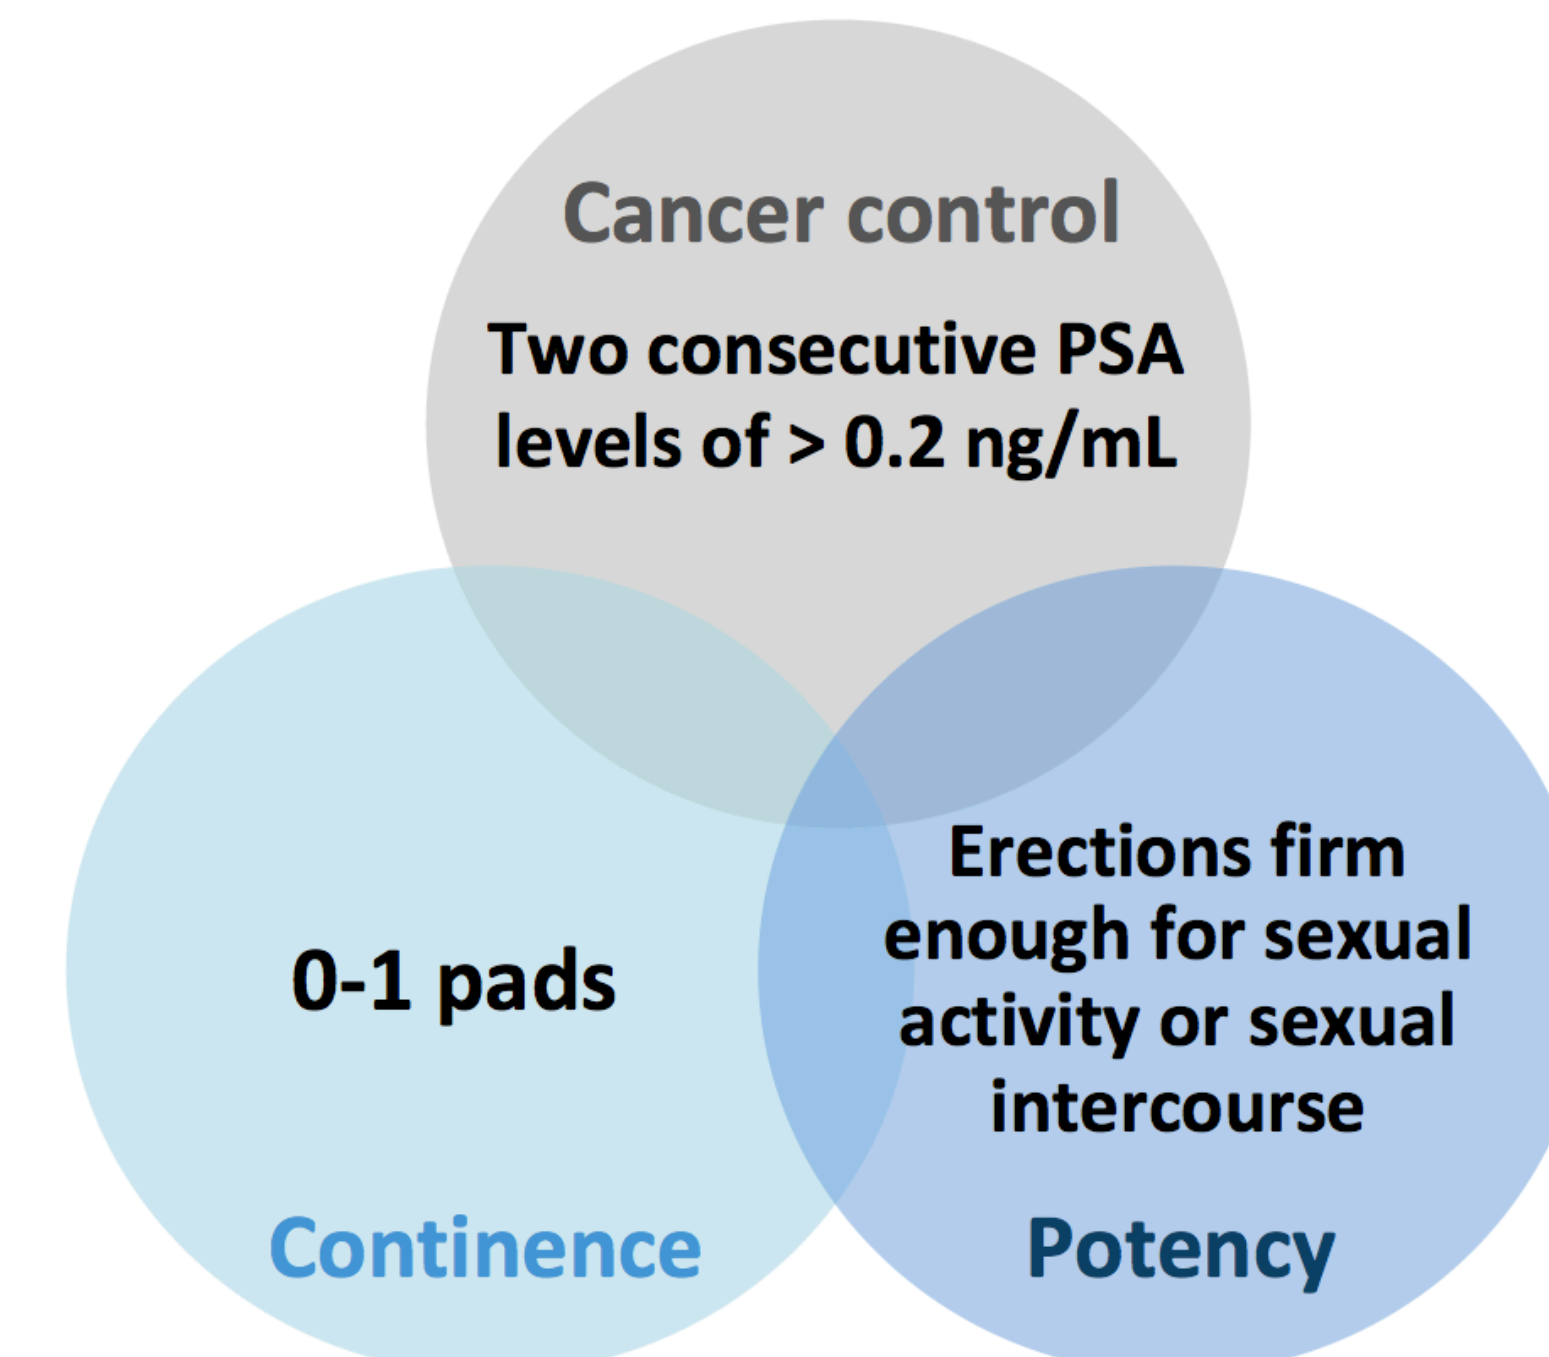 Cancer control
Two consecutive PSA
levels of > 0.2 ng/mL
0-1 pads
Continence
Erections firm
enough for sexual
activity or sexual
intercourse
Potency